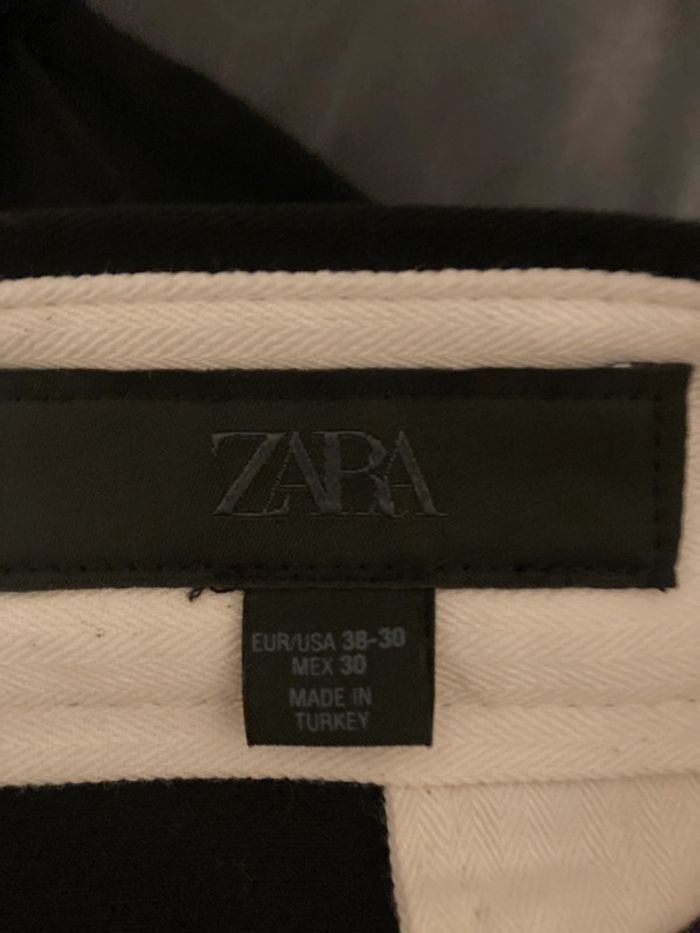 ZARA
EUR/USA 38-30
MEX 30
MADE IN
TURKEY